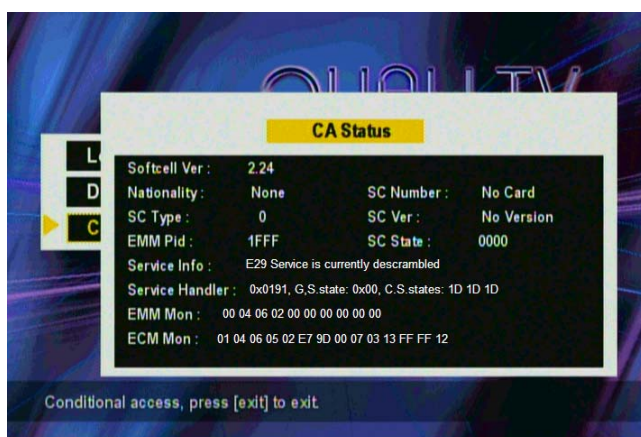 QUALI TV
CA Status
L
Softcell Ver : 2.24
D
Nationality : None SC Number : No Card
SC Type : 0 SC Ver : No Version
C
EMM Pid : 1FFF SC State : 0000
Service Info : E29 Service is currently descrambled
Service Handler : 0x0191, G,S.state: 0x00, C.S.states: 1D 1D 1D
EMM Mon : 00 04 06 02 00 00 00 00 00 00
ECM Mon : 01 04 06 05 02 E7 9D 00 07 03 13 FF FF 12
Conditional access, press [exit] to exit.